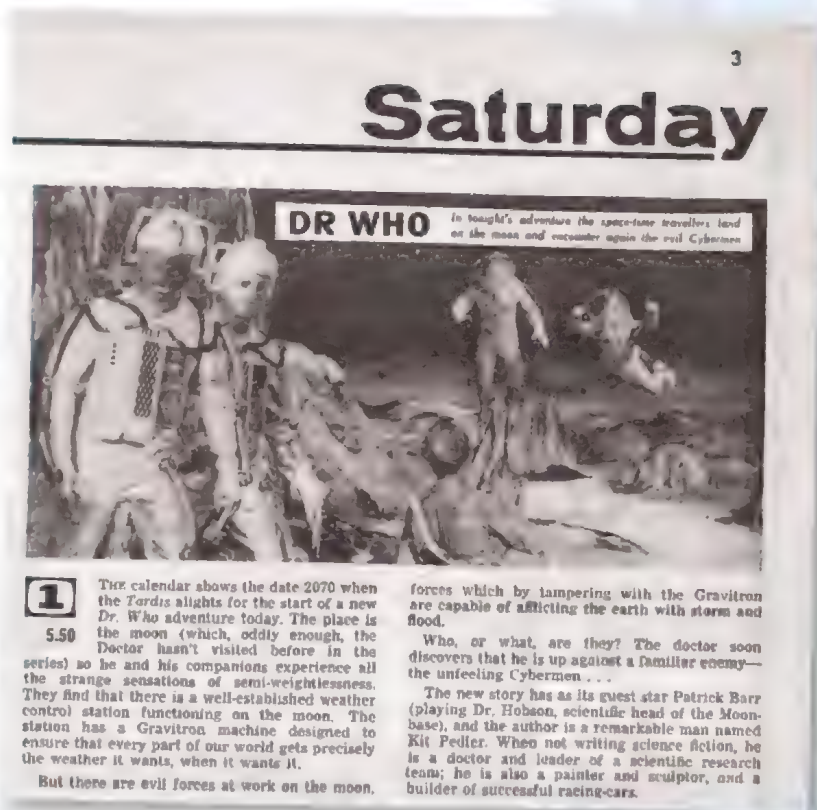 3
Saturday
DR WHO
In tonight's adventure the space-time travellers land
on the moon and encounter again the evil Cybermen
1
5.50
THE calendar shows the date 2070 when
the Tardis alights for the start of a new
Dr. Who adventure today. The place is
the moon (which, oddly enough, the
Doctor hasn't visited before in the
series) so he and his companions experience all
the strange sensations of semi-weightlessness.
They find that there is a well-established weather
control station functioning on the moon. The
station has a Gravitron machine designed to
ensure that every part of our world gets precisely
the weather it wants, when it wants it.
But there are evil forces at work on the moon,
forces which by tampering with the Gravitron
are capable of afflicting the earth with storm and
flood.
Who, or what, are they? The doctor soon
discovers that he is up against a familiar enemy—
the unfeeling Cybermen . . .
The new story has as its guest star Patrick Barr
(playing Dr. Hobson, scientific head of the Moon-
base), and the author is a remarkable man named
Kit Pedler. When not writing science fiction, he
is a doctor and leader of a scientific research
team; he is also a painter and sculptor, and a
builder of successful racing-cars.